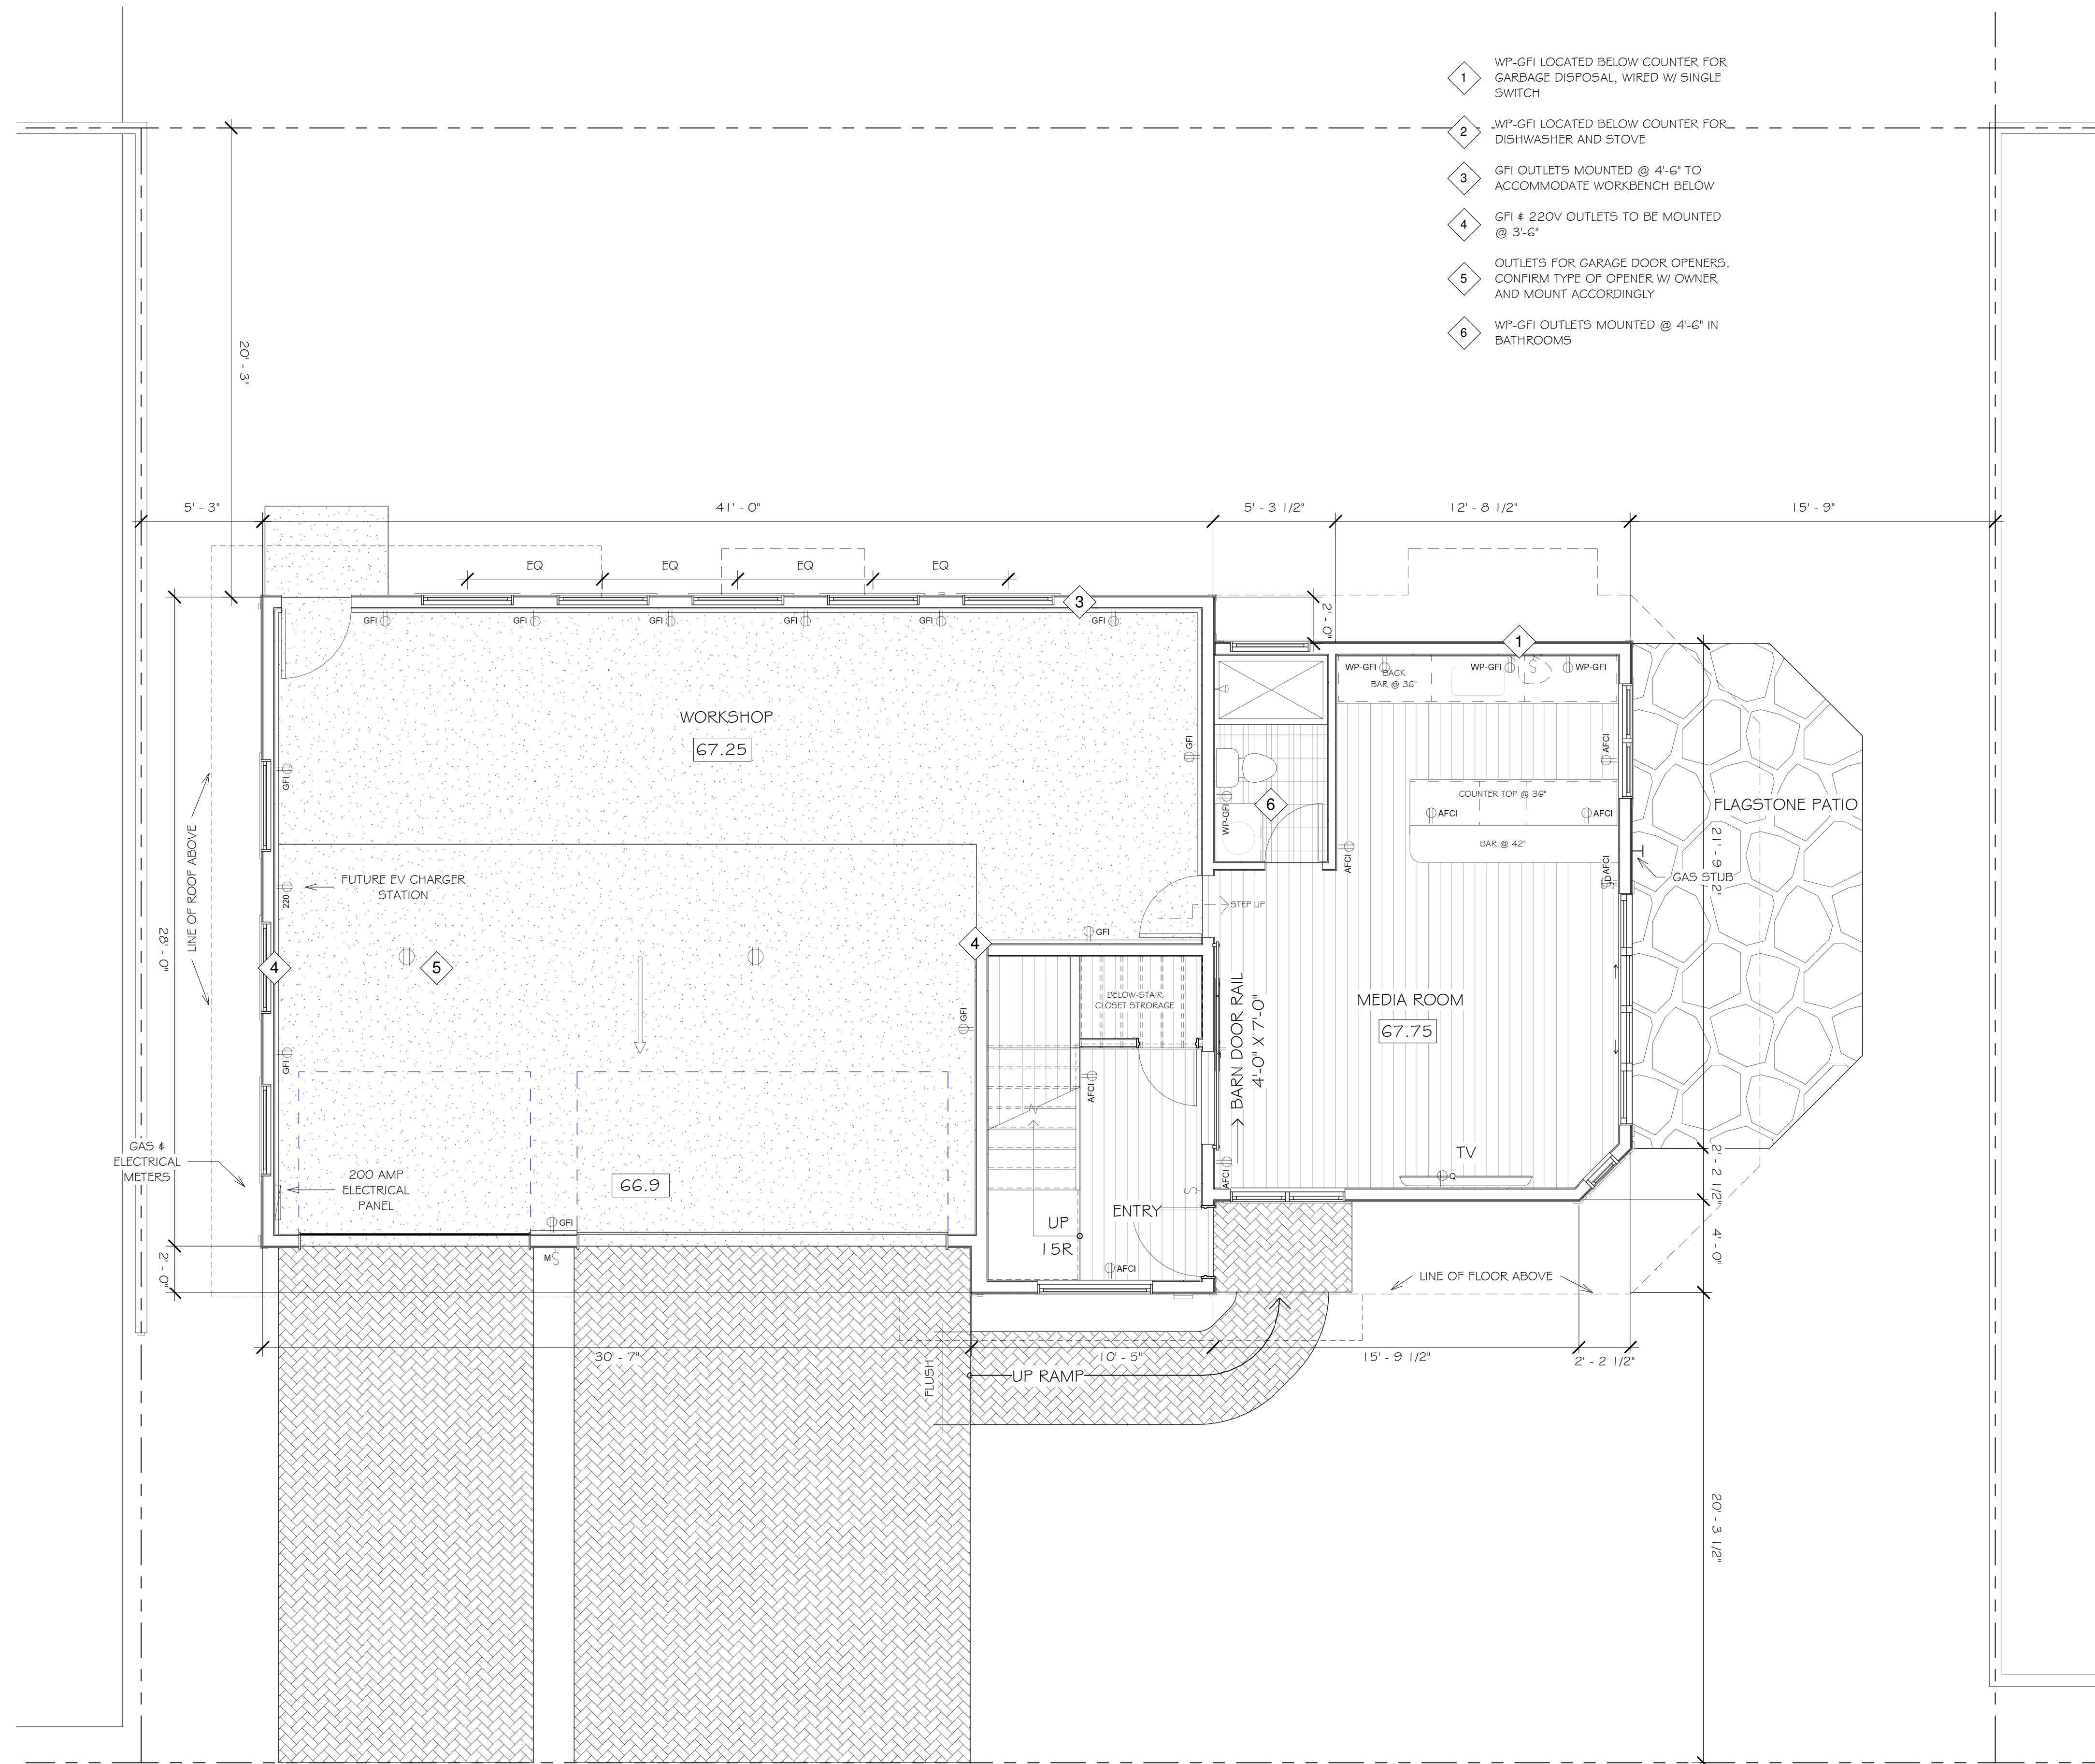 1
WP-GFI LOCATED BELOW COUNTER FOR
GARBAGE DISPOSAL, WIRED W/ SINGLE
SWITCH
2
WP-GFI LOCATED BELOW COUNTER FOR
DISHWASHER AND STOVE
3
GFI OUTLETS MOUNTED @ 4'-6" TO
ACCOMMODATE WORKBENCH BELOW
4
GFI & 220V OUTLETS TO BE MOUNTED
@ 3'-6"
5
OUTLETS FOR GARAGE DOOR OPENERS.
CONFIRM TYPE OF OPENER W/ OWNER
AND MOUNT ACCORDINGLY
6
WP-GFI OUTLETS MOUNTED @ 4'-6" IN
BATHROOMS
20' - 3"
5' - 3"
41' - 0"
5' - 3 1/2"
12' - 8 1/2"
15' - 9"
EQ
EQ
EQ
EQ
3
2' - 0"
1
GFI
GFI
GFI
GFI
GFI
GFI
WP-GFI
WP-GFI
S
WP-GFI
BACK
BAR @ 36"
WORKSHOP
67.25
GFI
GFI
AFCI
COUNTER TOP @ 36"
AFCI
AFCI
BAR @ 42"
6
WP-GFI
FLAGSTONE PATIO
21' - 9 1/2"
AFCI
AFCI
SD
GAS STUB
LINE OF ROOF ABOVE
FUTURE EV CHARGER
STATION
220
28' - 0"
STEP UP
GFI
4
4
5
BELOW-STAIR
CLOSET STRORAGE
GFI
GFI
BARN DOOR RAIL
4'-0" X 7'-0"
MEDIA ROOM
67.75
AFCI
GAS &
ELECTRICAL
METERS
200 AMP
ELECTRICAL
PANEL
66.9
TV
Q
AFCI
S
2' - 2 1/2"
ENTRY
UP
15R
GFI
M
S
AFCI
4' - 0"
2' - 0"
LINE OF FLOOR ABOVE
30' - 7"
10' - 5"
15' - 9 1/2"
2' - 2 1/2"
FLUSH
UP RAMP
20' - 3 1/2"